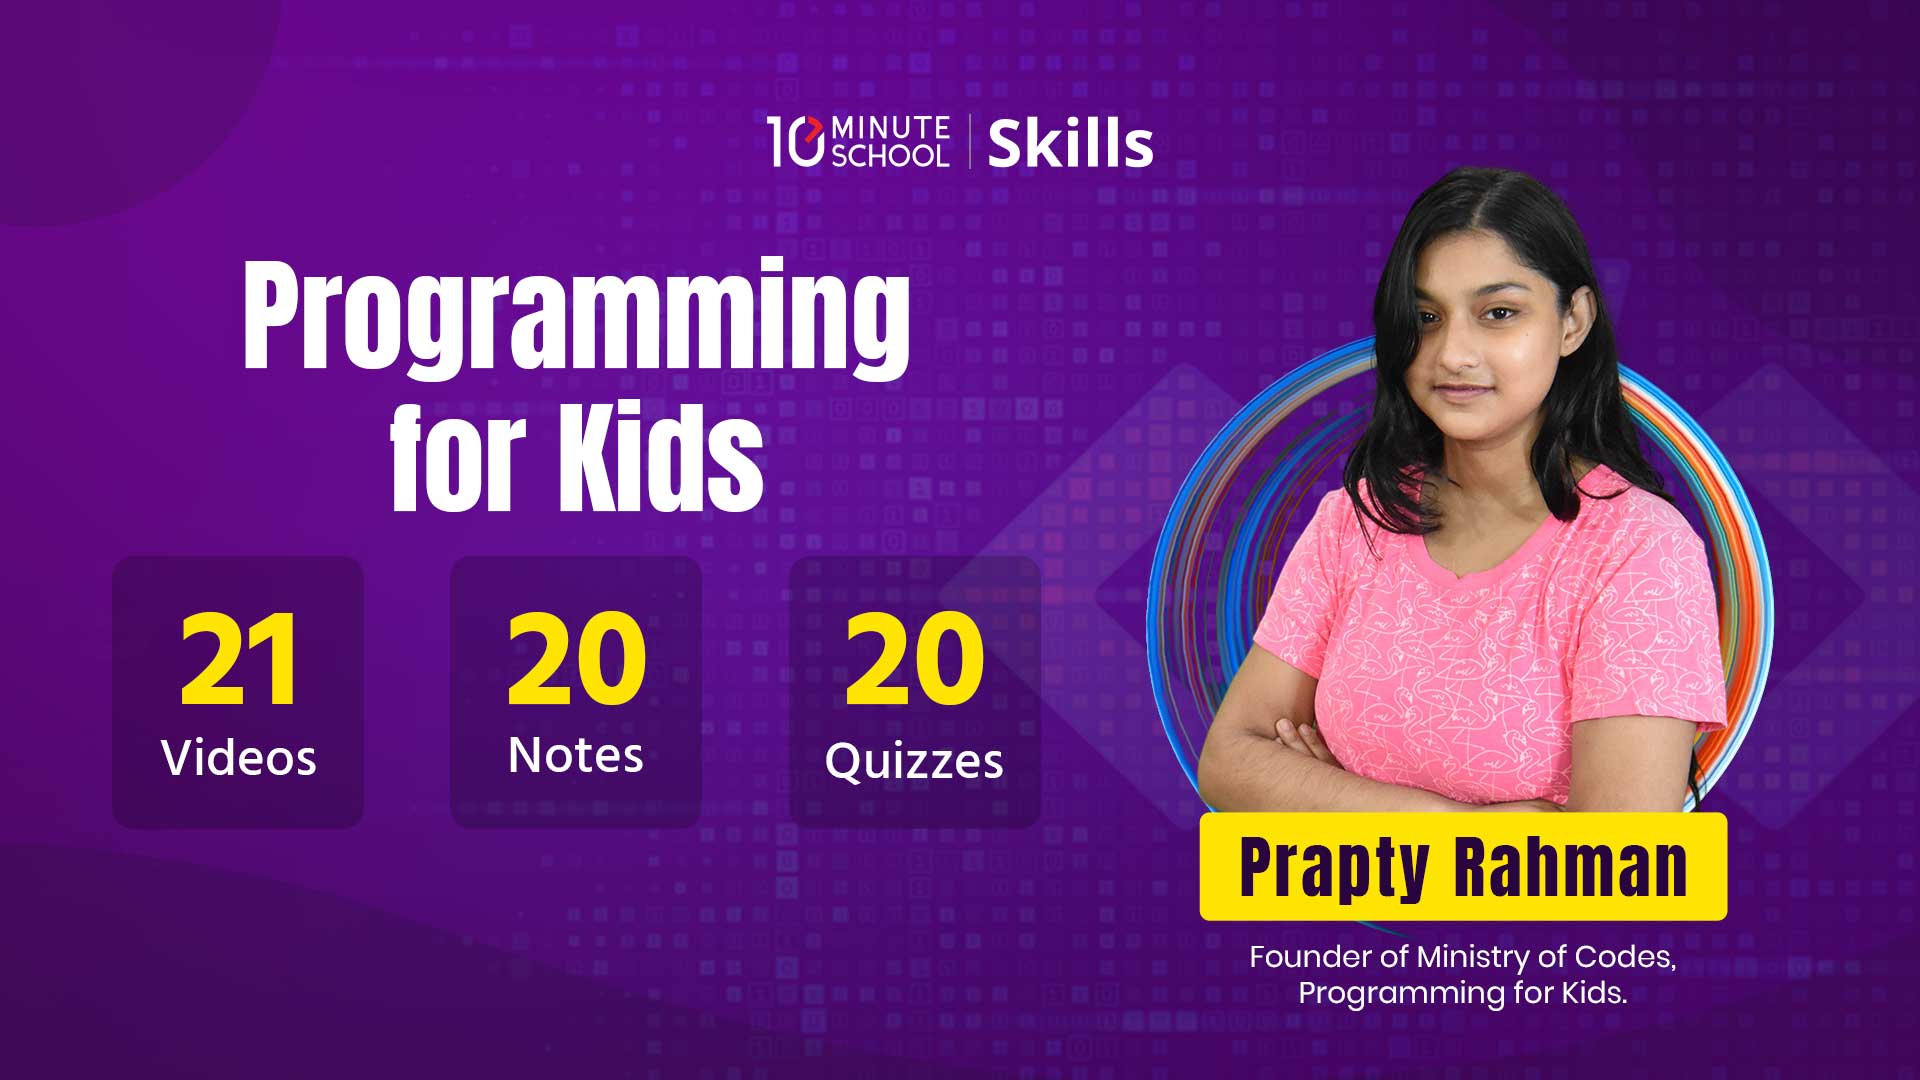 10 MINUTE SCHOOL | Skills
Programming
for Kids
21
Videos
20
Notes
20
Quizzes
Prapty Rahman
Founder of Ministry of Codes,
Programming for Kids.